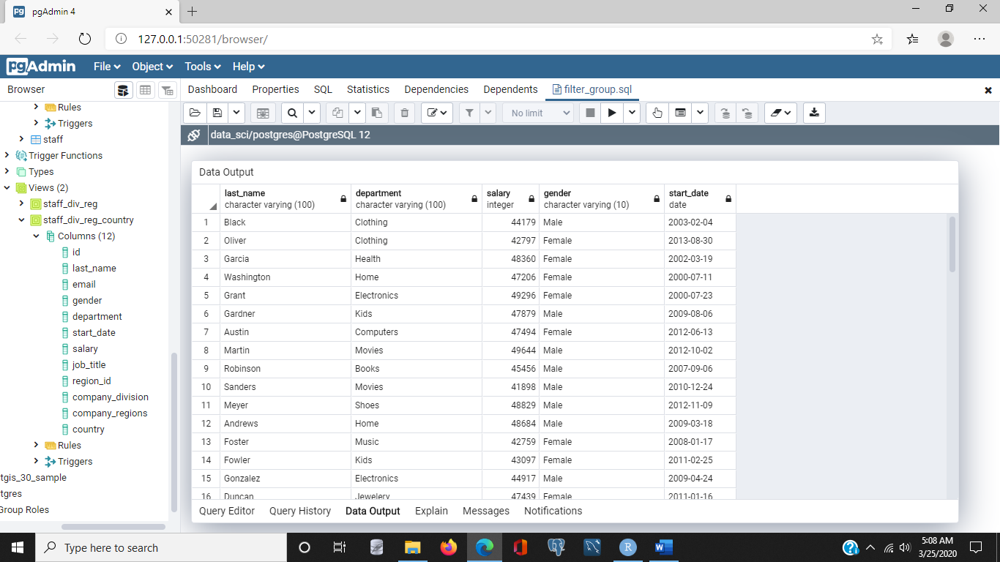 pgAdmin 4
127.0.0.1:50281/browser/
pgAdmin File Object Tools Help
Browser
Dashboard Properties SQL Statistics Dependencies Dependents filter_group.sql
No limit
data_sci/postgres@PostgreSQL 12
Rules
Triggers
staff
Trigger Functions
Types
Views (2)
staff_div_reg
staff_div_reg_country
Columns (12)
id
last_name
email
gender
department
start_date
salary
job_title
region_id
company_division
company_regions
country
Rules
Triggers
tgis_30_sample
tgres
Group Roles
Data Output
last_name department salary gender start_date
character varying (100) character varying (100) integer character varying (10) date
1 Black Clothing 44179 Male 2003-02-04
2 Oliver Clothing 42797 Female 2013-08-30
3 Garcia Health 48360 Female 2002-03-19
4 Washington Home 47206 Female 2000-07-11
5 Grant Electronics 49296 Female 2000-07-23
6 Gardner Kids 47879 Male 2009-08-06
7 Austin Computers 47494 Female 2012-06-13
8 Martin Movies 49644 Male 2012-10-02
9 Robinson Books 45456 Male 2007-09-06
10 Sanders Movies 41898 Male 2010-12-24
11 Meyer Shoes 48829 Male 2012-11-09
12 Andrews Home 48684 Male 2009-03-18
13 Foster Music 42759 Female 2008-01-17
14 Fowler Kids 43097 Female 2011-02-25
15 Gonzalez Electronics 44917 Male 2009-04-24
16 Duncan Jewelery 47439 Female 2011-01-16
Query Editor Query History Data Output Explain Messages Notifications
Type here to search
R
W
5:08 AM
3/25/2020